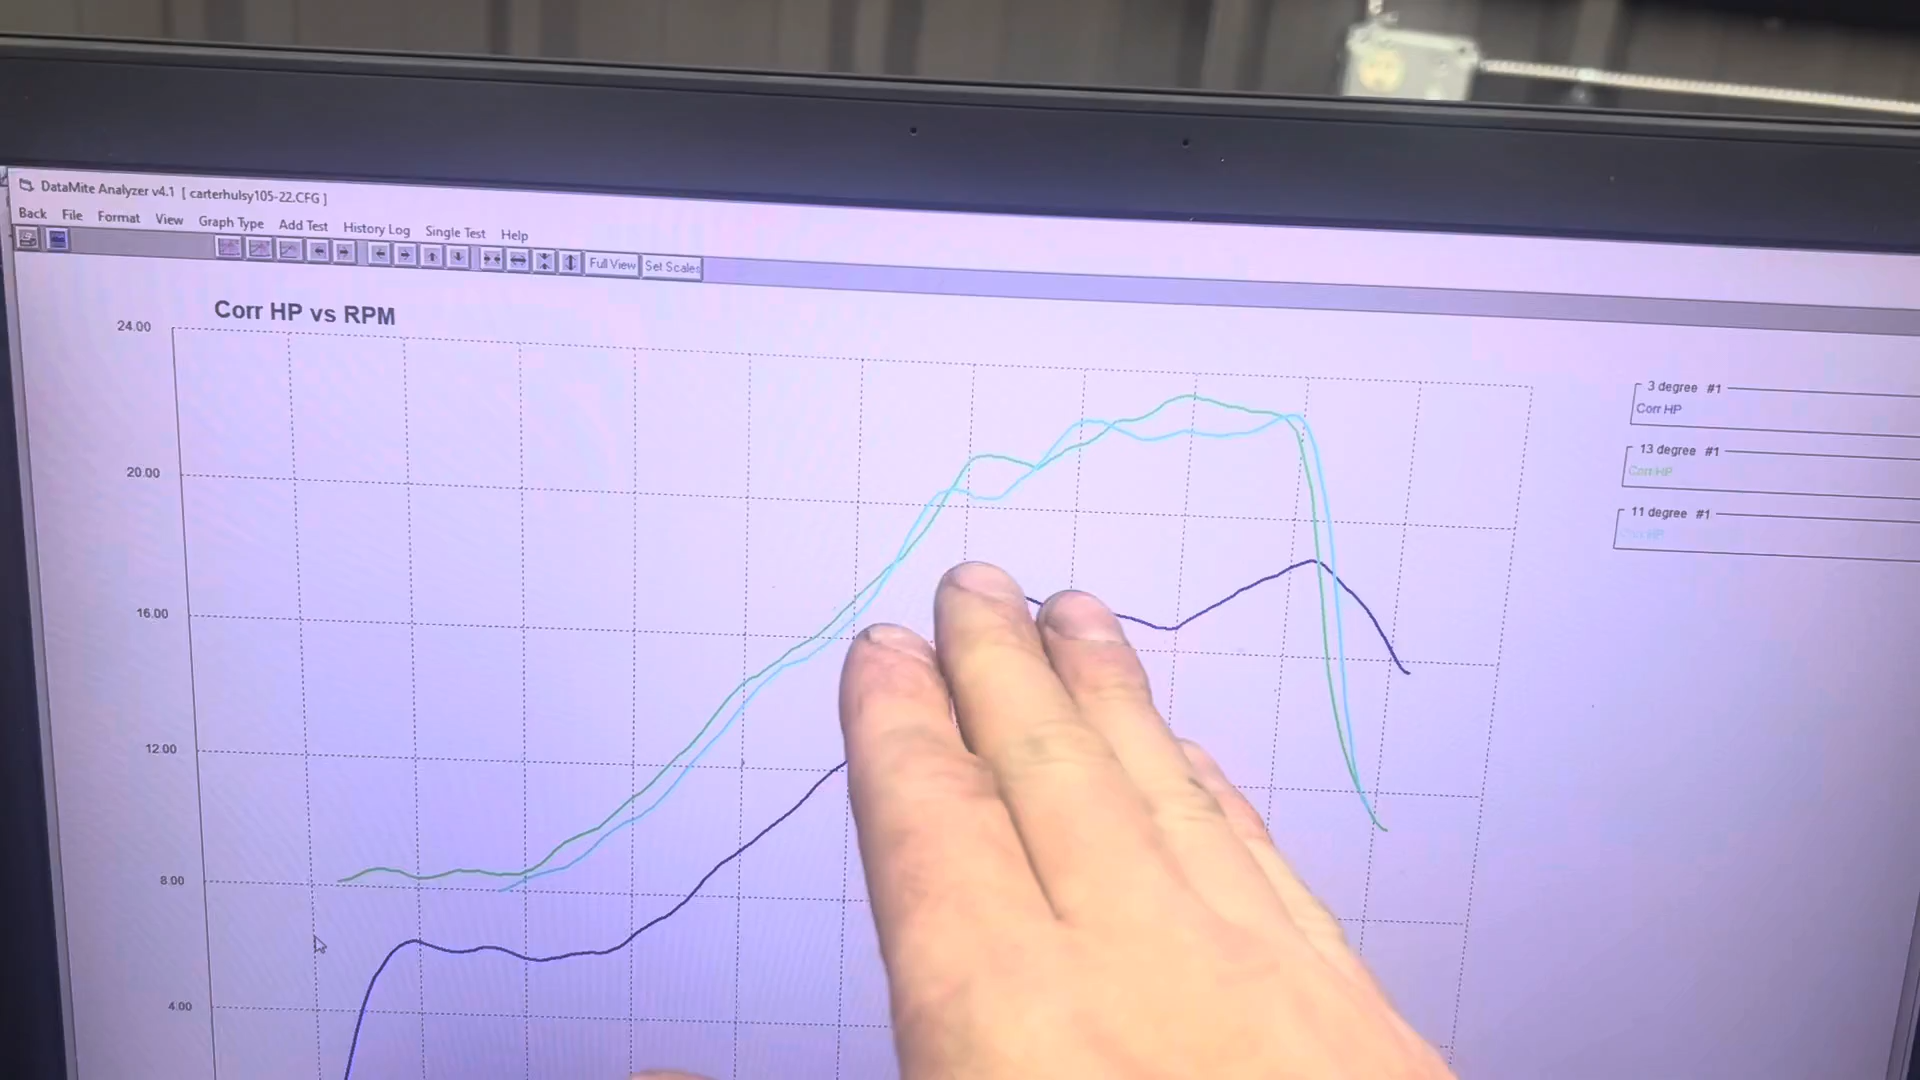 DataMite Analyzer v4.1 [ carterhulsy105-22.CFG ]
Back File Format View Graph Type Add Test History Log Single Test Help
Full View Set Scales
Corr HP vs RPM
24.00
20.00
16.00
12.00
8.00
4.00
3 degree #1
Corr HP
13 degree #1
Corr HP
11 degree #1
Corr HP